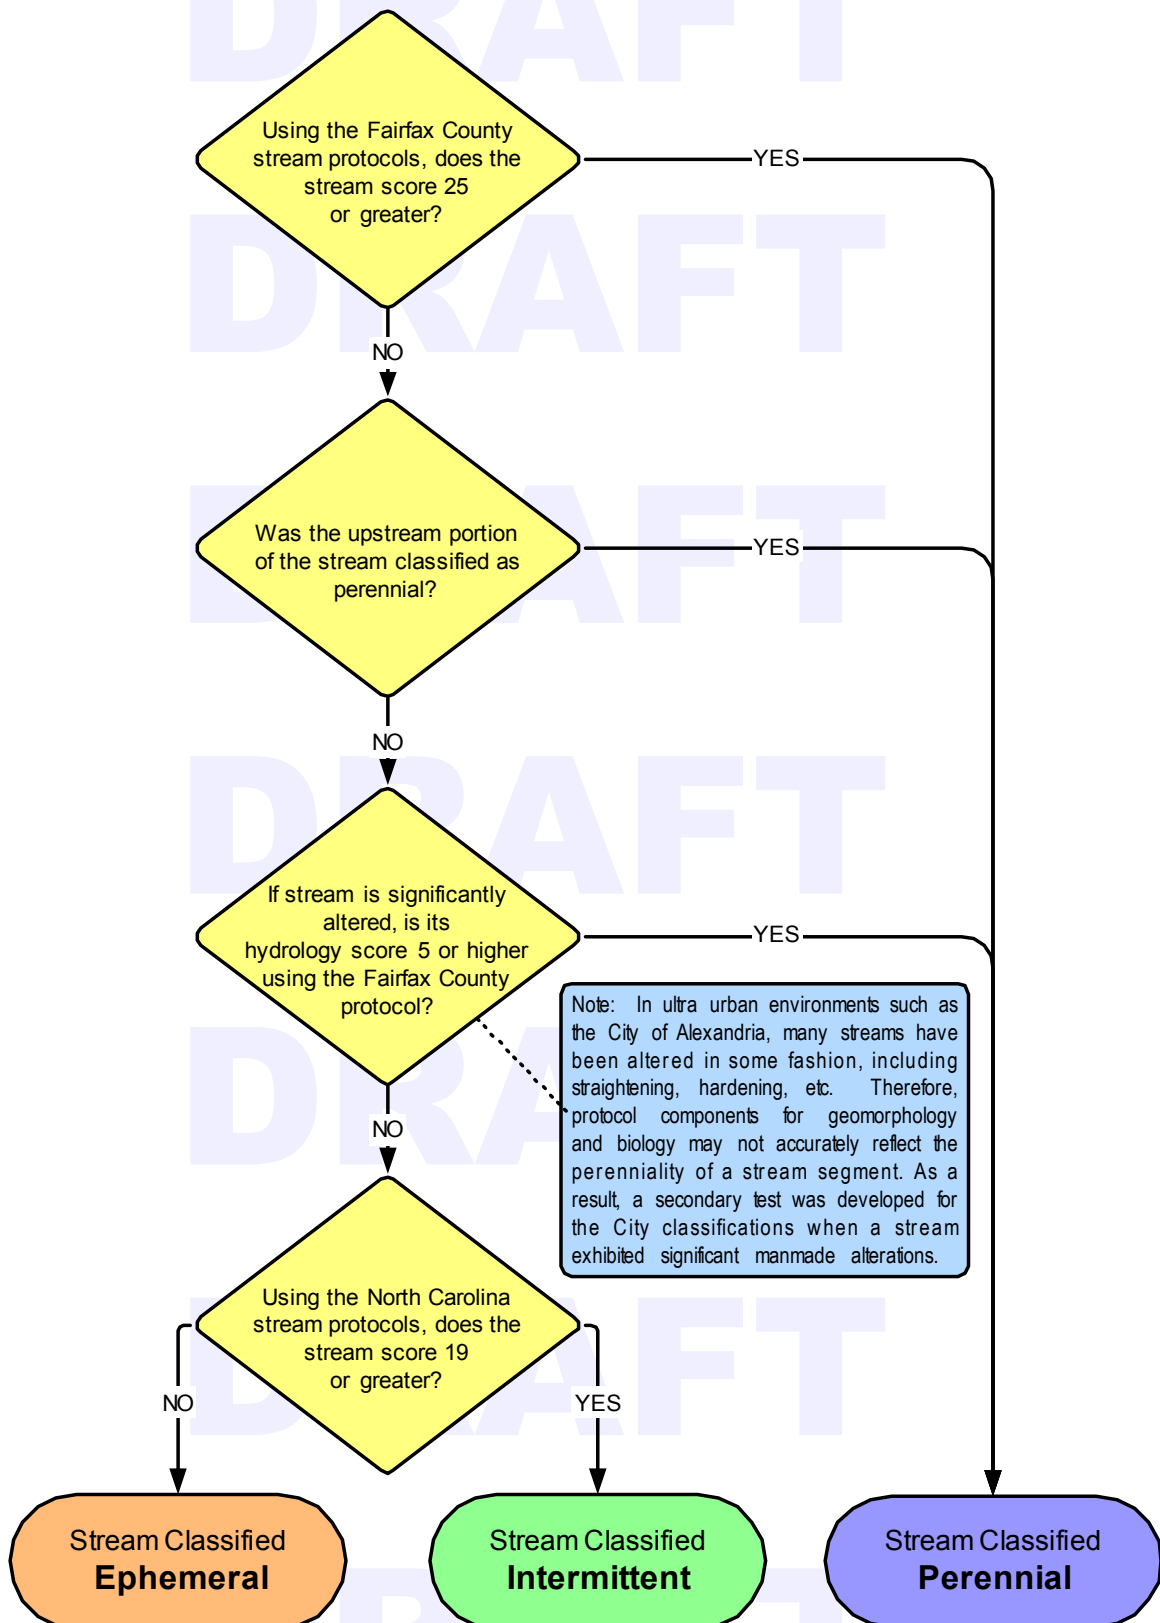 DRAFT
Using the Fairfax County
stream protocols, does the
stream score 25
or greater?
YES
DRAFT
NO
DRAFT
Was the upstream portion
of the stream classified as
perennial?
YES
NO
DRAFT
If stream is significantly
altered, is its
hydrology score 5 or higher
using the Fairfax County
protocol?
YES
Note: In ultra urban environments such as
the City of Alexandria, many streams have
been altered in some fashion, including
straightening, hardening, etc. Therefore,
protocol components for geomorphology
and biology may not accurately reflect the
perenniality of a stream segment. As a
result, a secondary test was developed for
the City classifications when a stream
exhibited significant manmade alterations.
DRAFT
NO
Using the North Carolina
stream protocols, does the
stream score 19
or greater?
DRAFT
NO
YES
Stream Classified
Ephemeral
Stream Classified
Intermittent
Stream Classified
Perennial
DRAFT